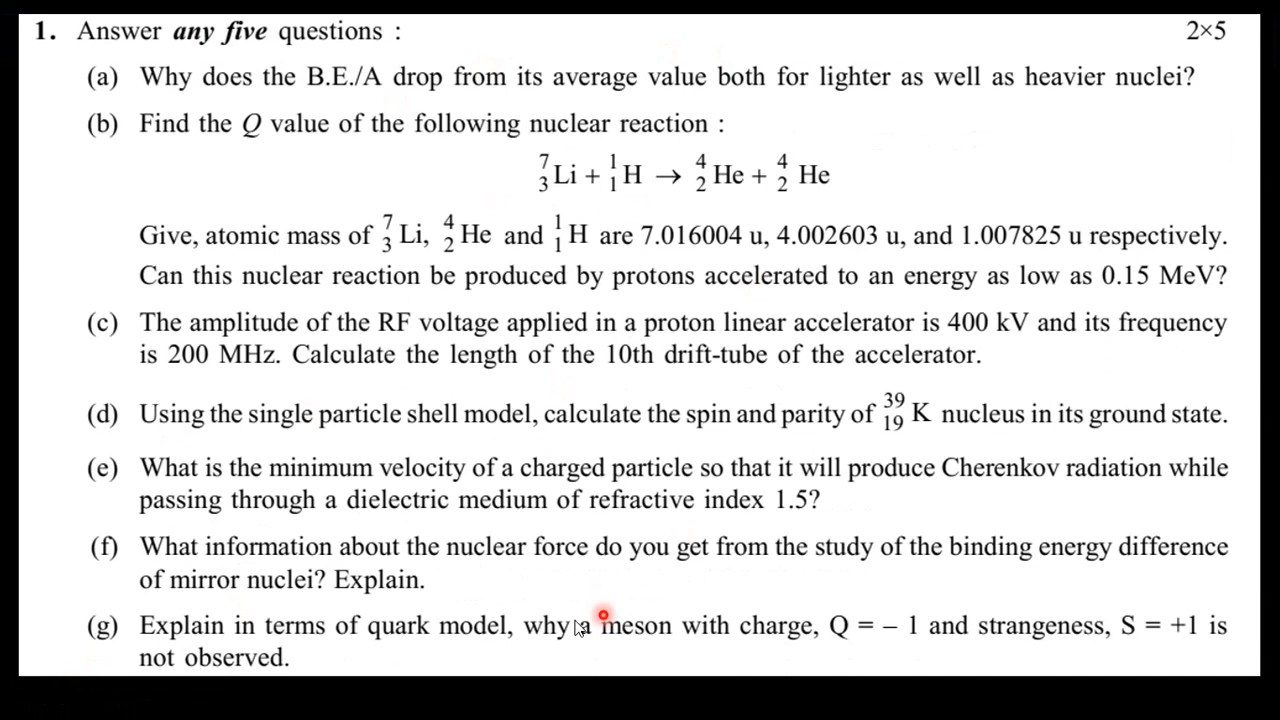 1. Answer any five questions : 2×5
(a) Why does the B.E./A drop from its average value both for lighter as well as heavier nuclei?
(b) Find the Q value of the following nuclear reaction :
⁷₃Li + ¹₁H → ⁴₂He + ⁴₂He
Give, atomic mass of ⁷₃Li, ⁴₂He and ¹₁H are 7.016004 u, 4.002603 u, and 1.007825 u respectively.
Can this nuclear reaction be produced by protons accelerated to an energy as low as 0.15 MeV?
(c) The amplitude of the RF voltage applied in a proton linear accelerator is 400 kV and its frequency
is 200 MHz. Calculate the length of the 10th drift-tube of the accelerator.
(d) Using the single particle shell model, calculate the spin and parity of ³⁹₁₉K nucleus in its ground state.
(e) What is the minimum velocity of a charged particle so that it will produce Cherenkov radiation while
passing through a dielectric medium of refractive index 1.5?
(f) What information about the nuclear force do you get from the study of the binding energy difference
of mirror nuclei? Explain.
(g) Explain in terms of quark model, why a meson with charge, Q = – 1 and strangeness, S = +1 is
not observed.